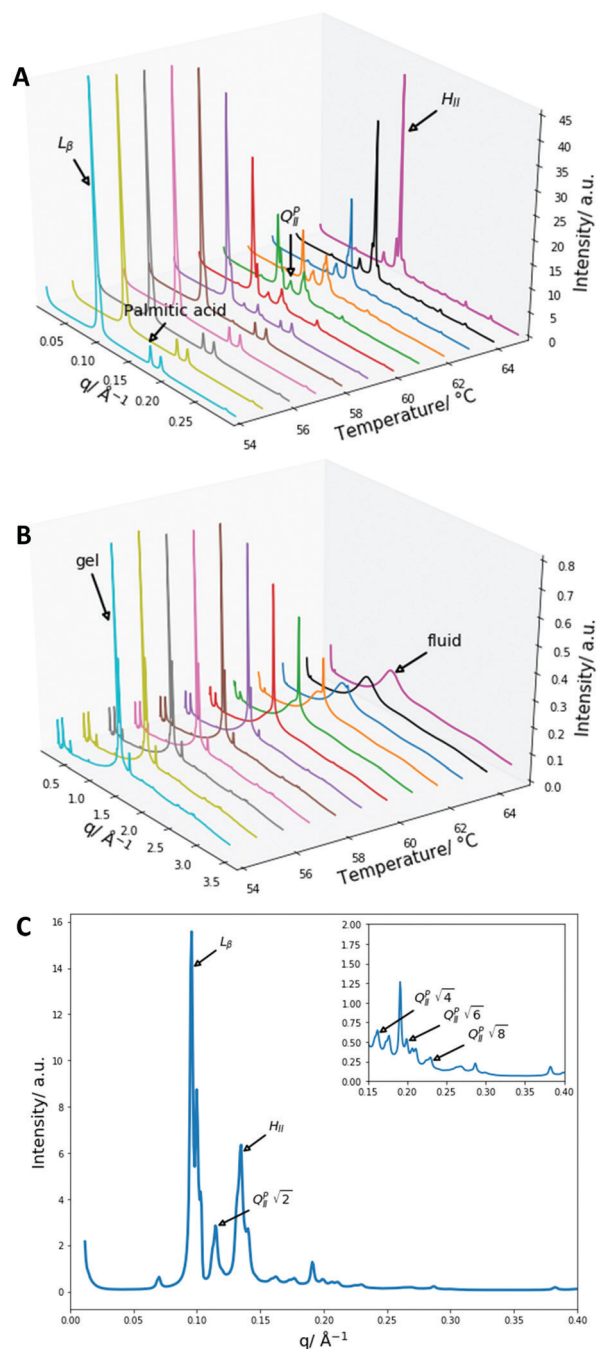 A
Lβ
HII
QIIP
Palmitic acid
45
40
35
30
25
20
15
10
5
0
Intensity/ a.u.
0.05
0.10
0.15
0.20
0.25
q/ Å⁻¹
54
56
58
60
62
64
Temperature/ °C
B
gel
fluid
0.8
0.7
0.6
0.5
0.4
0.3
0.2
0.1
0.0
Intensity/ a.u.
0.5
1.0
1.5
2.0
2.5
3.0
3.5
q/ Å⁻¹
54
56
58
60
62
64
Temperature/ °C
C
16
14
12
10
8
6
4
2
0
Intensity/ a.u.
Lβ
HII
QIIP √2
2.00
1.75
1.50
1.25
1.00
0.75
0.50
0.25
0.00
QIIP √4
QIIP √6
QIIP √8
0.15 0.20 0.25 0.30 0.35 0.40
0.00 0.05 0.10 0.15 0.20 0.25 0.30 0.35 0.40
q/ Å⁻¹